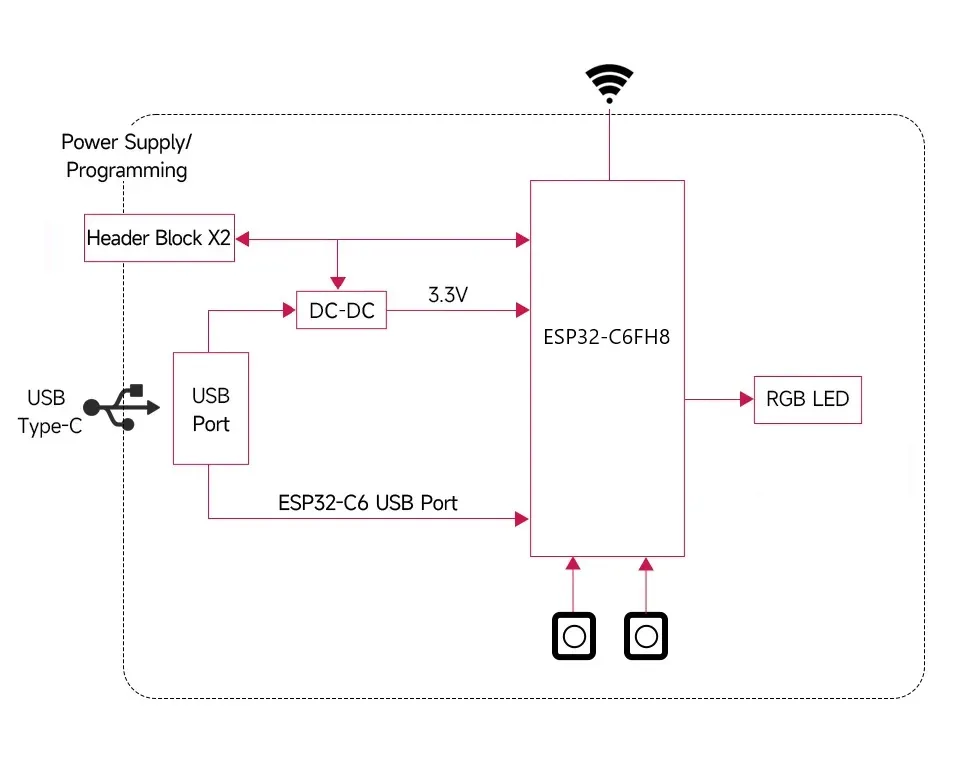 Power Supply/
Programming
Header Block X2
DC-DC
3.3V
ESP32-C6FH8
USB
Type-C
USB
Port
RGB LED
ESP32-C6 USB Port